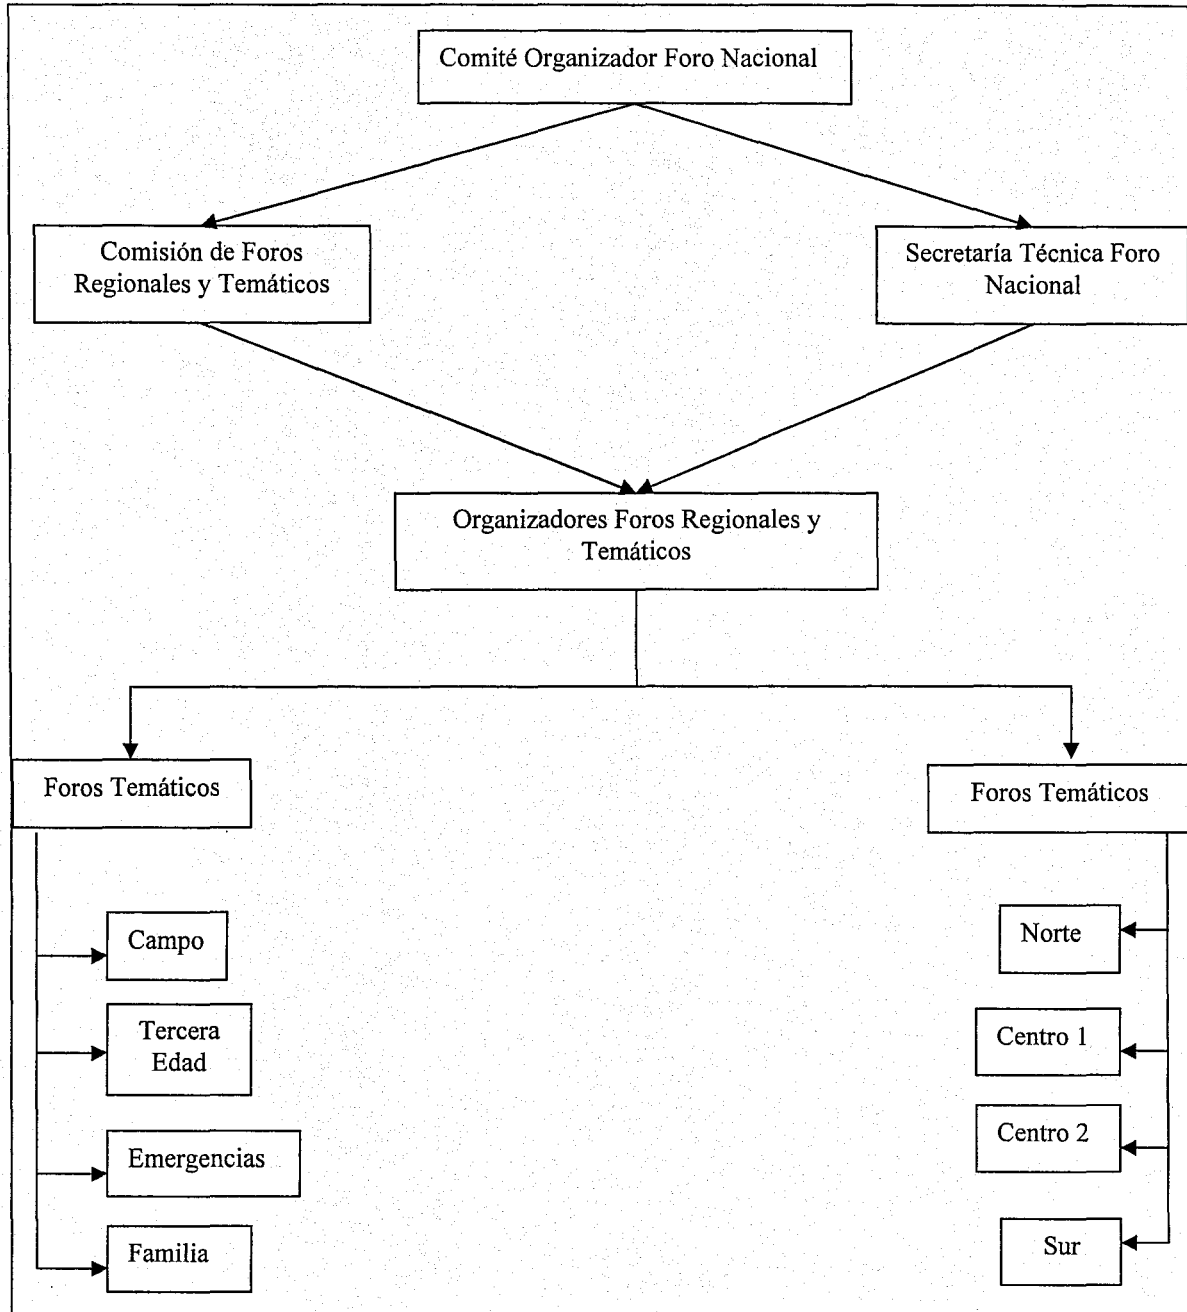 Comité Organizador Foro Nacional
Comisión de Foros
Regionales y Temáticos
Secretaría Técnica Foro
Nacional
Organizadores Foros Regionales y
Temáticos
Foros Temáticos
Foros Temáticos
Campo
Tercera
Edad
Emergencias
Familia
Norte
Centro 1
Centro 2
Sur